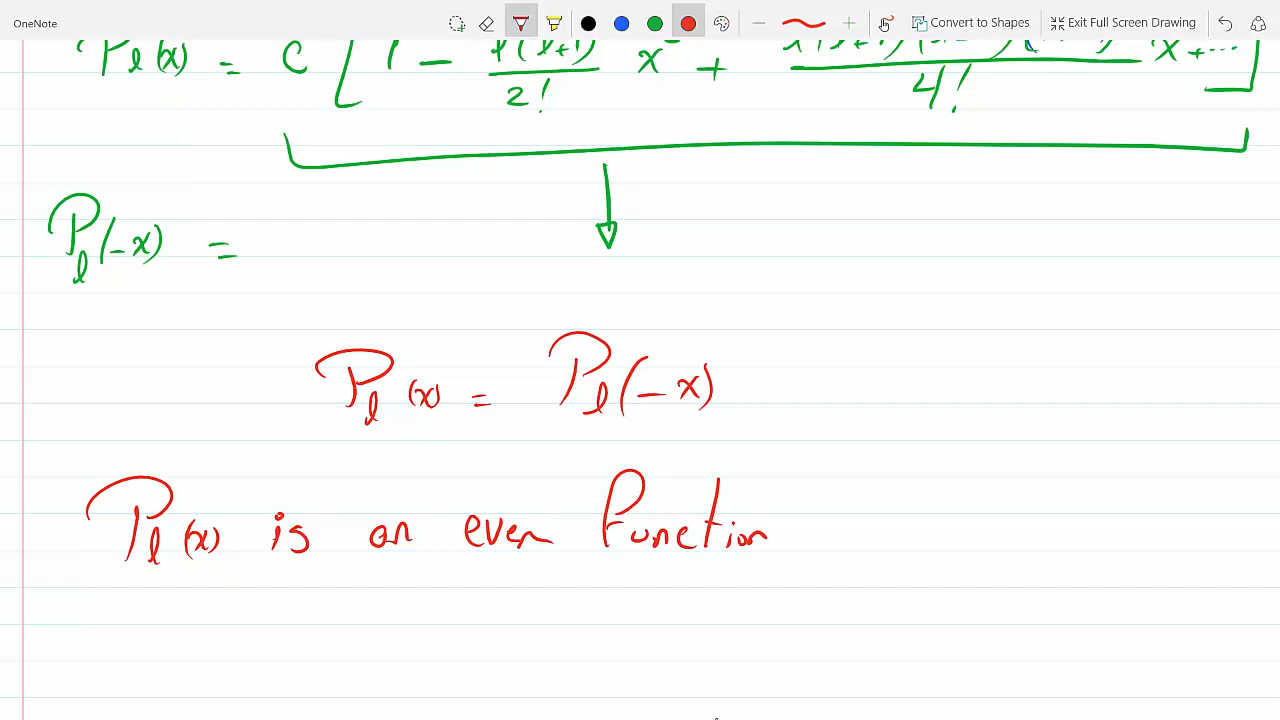 OneNote
Convert to Shapes
Exit Full Screen Drawing
Pℓ(x) = C [ 1 - ℓ(ℓ+1)/2! x² + /4! x + ... ]
Pℓ(-x) =
Pℓ(x) = Pℓ(-x)
Pℓ(x) is an even function